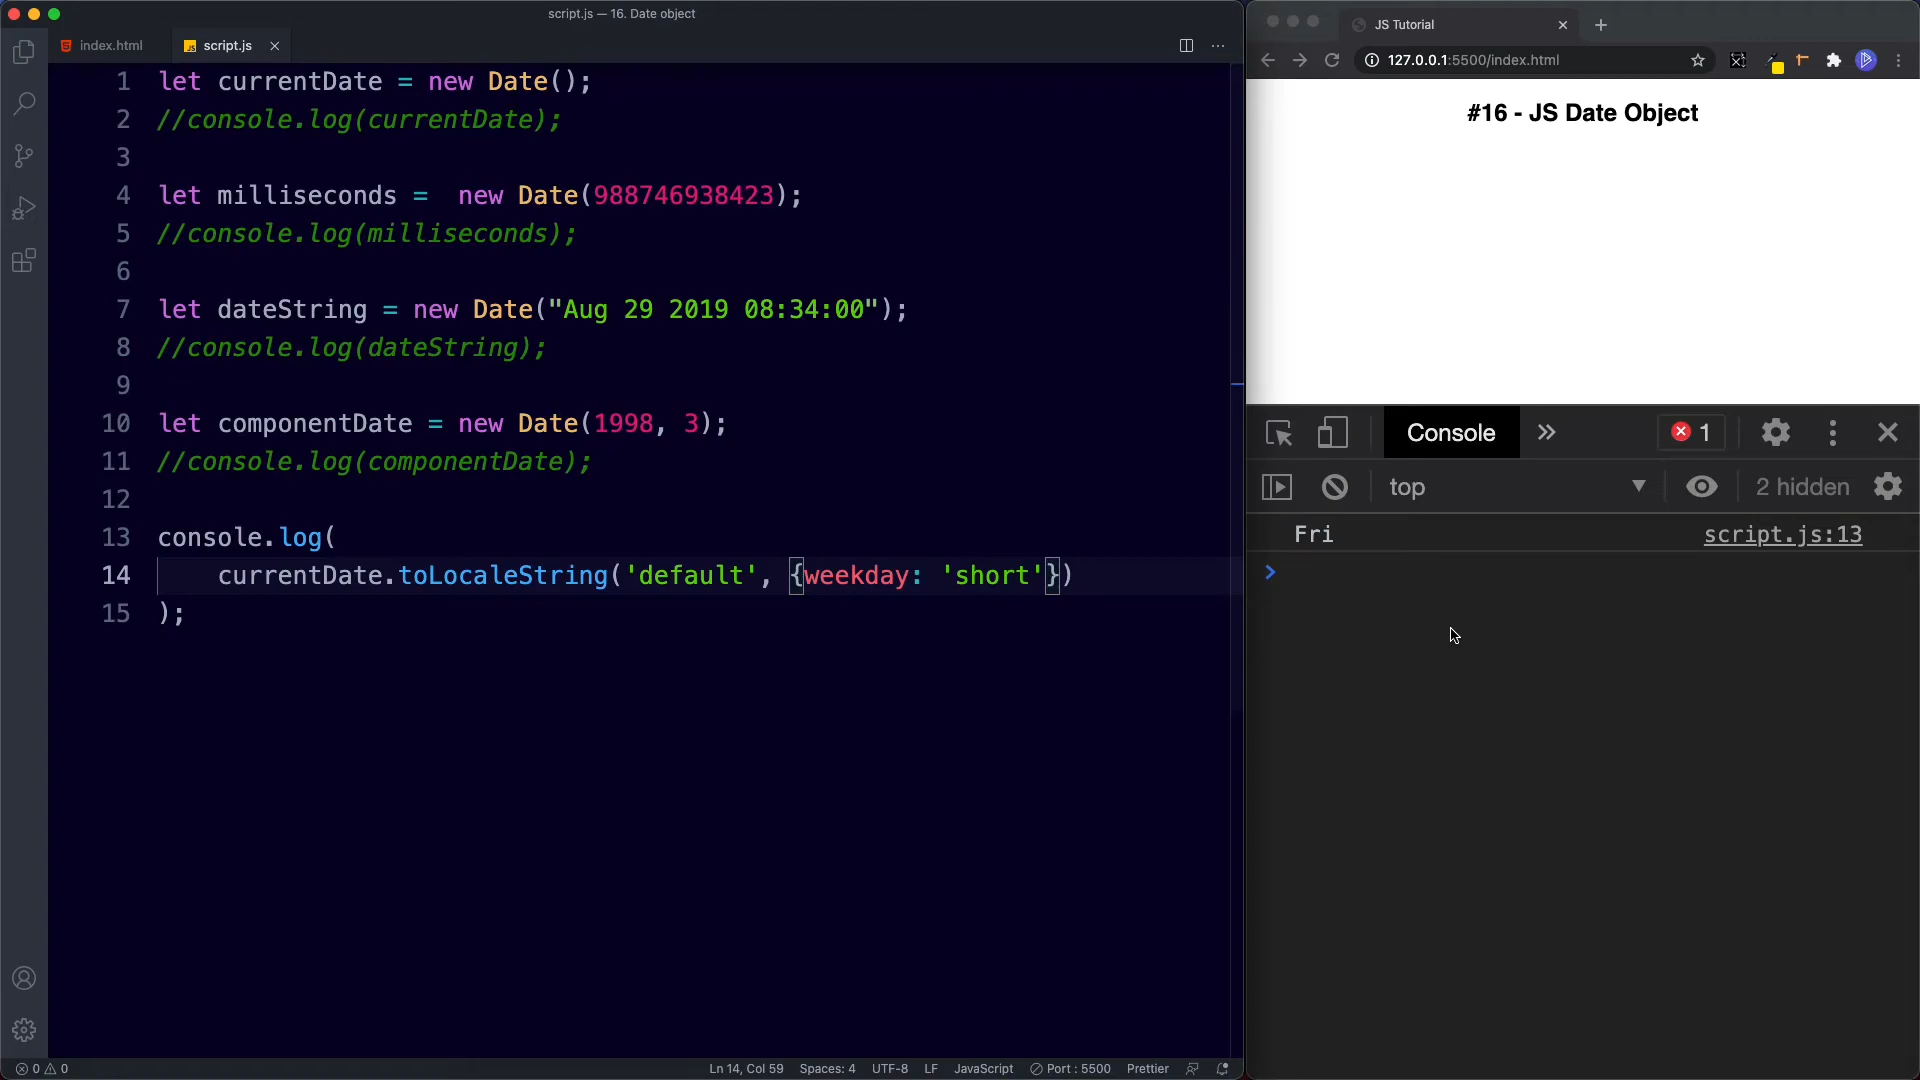 script.js — 16. Date object
index.html
script.js
1 let currentDate = new Date();
2 //console.log(currentDate);
3
4 let milliseconds =  new Date(988746938423);
5 //console.log(milliseconds);
6
7 let dateString = new Date("Aug 29 2019 08:34:00");
8 //console.log(dateString);
9
10 let componentDate = new Date(1998, 3);
11 //console.log(componentDate);
12
13 console.log(
14     currentDate.toLocaleString('default', {weekday: 'short'})
15 );
0 0
Ln 14, Col 59 Spaces: 4 UTF-8 LF JavaScript Port : 5500 Prettier
JS Tutorial
127.0.0.1:5500/index.html
#16 - JS Date Object
Console
1
top
2 hidden
Fri script.js:13